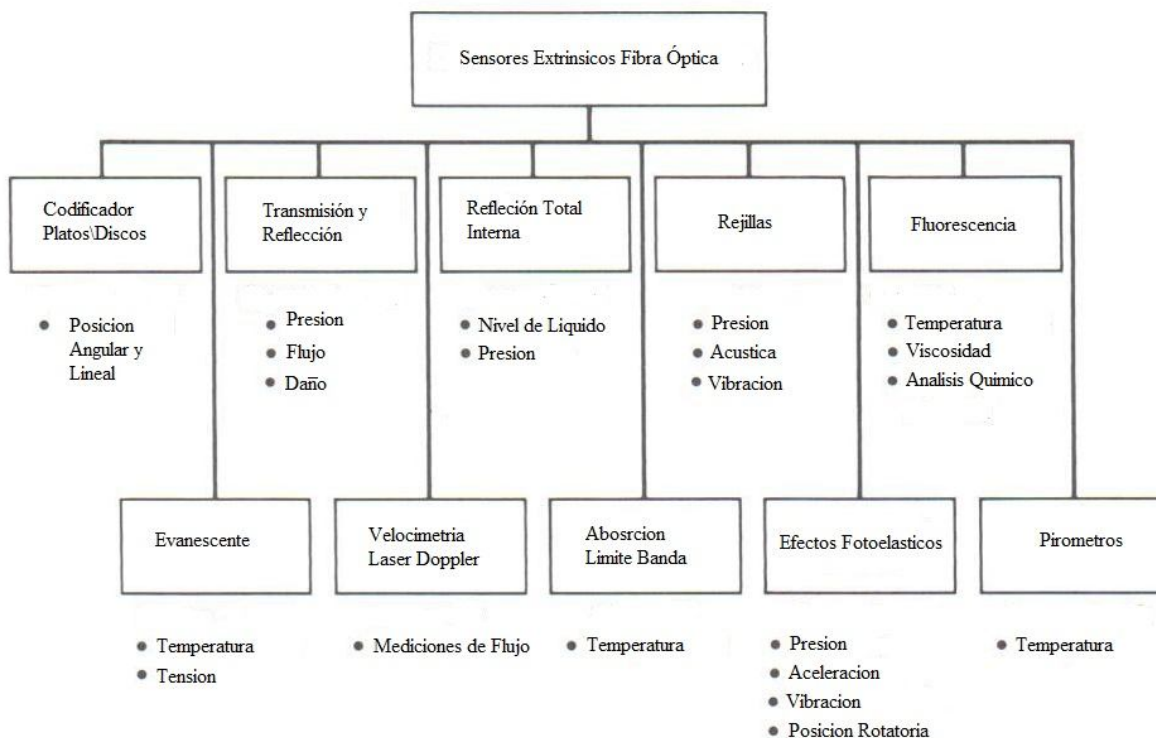 Sensores Extrinsicos Fibra Óptica
Codificador
Platos\Discos
Transmisión y
Reflección
Refleción Total
Interna
Rejillas
Fluorescencia
Posicion
Angular y
Lineal
Presion
Flujo
Daño
Nivel de Liquido
Presion
Presion
Acustica
Vibracion
Temperatura
Viscosidad
Analisis Quimico
Evanescente
Velocimetria
Laser Doppler
Abosrcion
Limite Banda
Efectos Fotoelasticos
Pirometros
Temperatura
Tension
Mediciones de Flujo
Temperatura
Presion
Aceleracion
Vibracion
Posicion Rotatoria
Temperatura